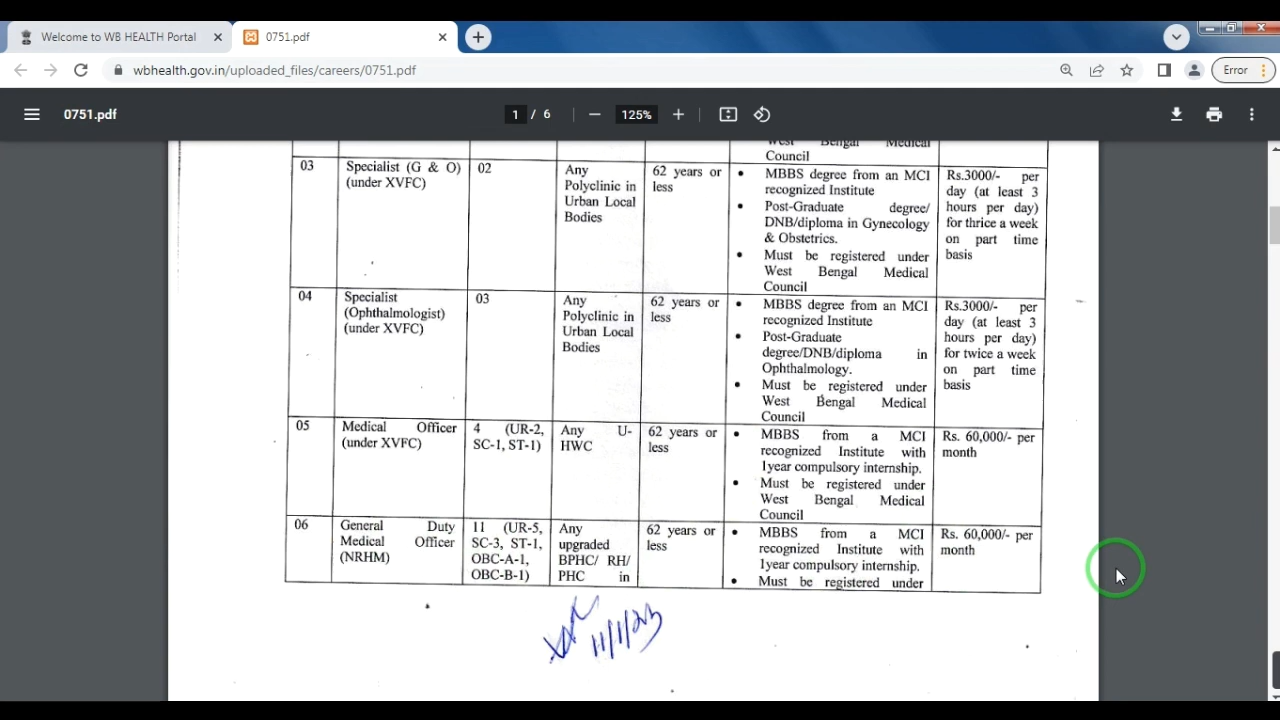 Welcome to WB HEALTH Portal
0751.pdf
wbhealth.gov.in/uploaded_files/careers/0751.pdf
Error
0751.pdf
1 / 6
125%
West Bengal Medical
Council
03
Specialist (G & O)
(under XVFC)
02
Any
Polyclinic in
Urban Local
Bodies
62 years or
less
• MBBS degree from an MCI
recognized Institute
• Post-Graduate degree/
DNB/diploma in Gynecology
& Obstetrics.
• Must be registered under
West Bengal Medical
Council
Rs.3000/- per
day (at least 3
hours per day)
for thrice a week
on part time
basis
04
Specialist
(Ophthalmologist)
(under XVFC)
03
Any
Polyclinic in
Urban Local
Bodies
62 years or
less
• MBBS degree from an MCI
recognized Institute
• Post-Graduate
degree/DNB/diploma in
Ophthalmology.
• Must be registered under
West Bengal Medical
Council
Rs.3000/- per
day (at least 3
hours per day)
for twice a week
on part time
basis
05
Medical Officer
(under XVFC)
4 (UR-2,
SC-1, ST-1)
Any U-
HWC
62 years or
less
• MBBS from a MCI
recognized Institute with
1year compulsory internship.
• Must be registered under
West Bengal Medical
Council
Rs. 60,000/- per
month
06
General Duty
Medical Officer
(NRHM)
11 (UR-5,
SC-3, ST-1,
OBC-A-1,
OBC-B-1)
Any
upgraded
BPHC/ RH/
PHC in
62 years or
less
• MBBS from a MCI
recognized Institute with
1year compulsory internship.
• Must be registered under
Rs. 60,000/- per
month
11/1/23